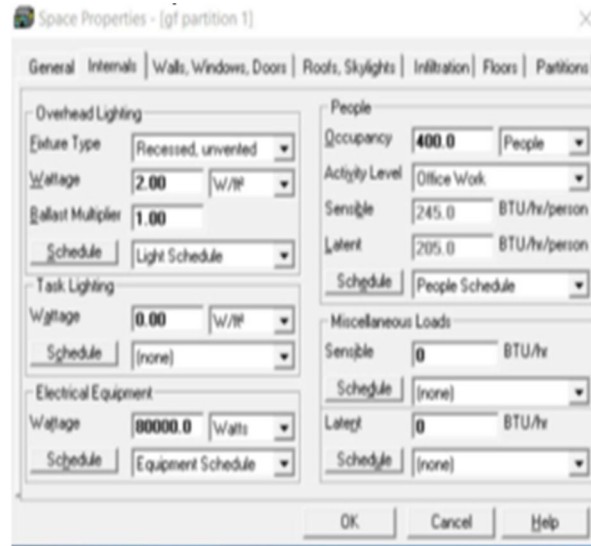 Space Properties - [gf partition 1]
General Internals Walls, Windows, Doors Roofs, Skylights Infiltration Floors Partitions
Overhead Lighting
Fixture Type Recessed, unvented
Wattage 2.00 W/ft²
Ballast Multiplier 1.00
Schedule Light Schedule
Task Lighting
Wattage 0.00 W/ft²
Schedule (none)
Electrical Equipment
Wattage 80000.0 Watts
Schedule Equipment Schedule
People
Occupancy 400.0 People
Activity Level Office Work
Sensible 245.0 BTU/hr/person
Latent 205.0 BTU/hr/person
Schedule People Schedule
Miscellaneous Loads
Sensible 0 BTU/hr
Schedule (none)
Latent 0 BTU/hr
Schedule (none)
OK Cancel Help